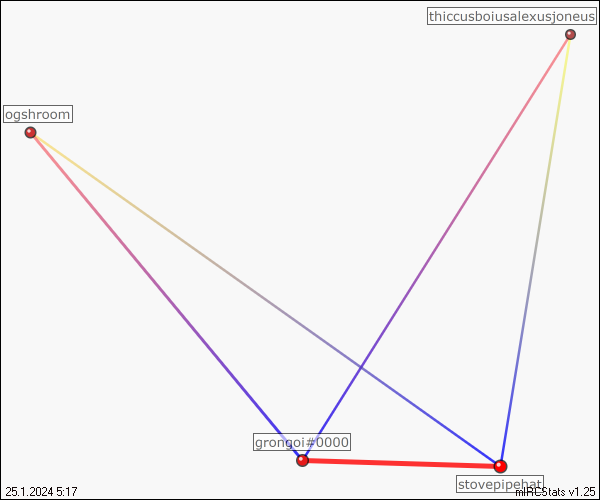 thiccusboiusalexusjoneus
ogshroom
grongoi#0000
stovepipehat
25.1.2024 5:17
mIRCStats v1.25